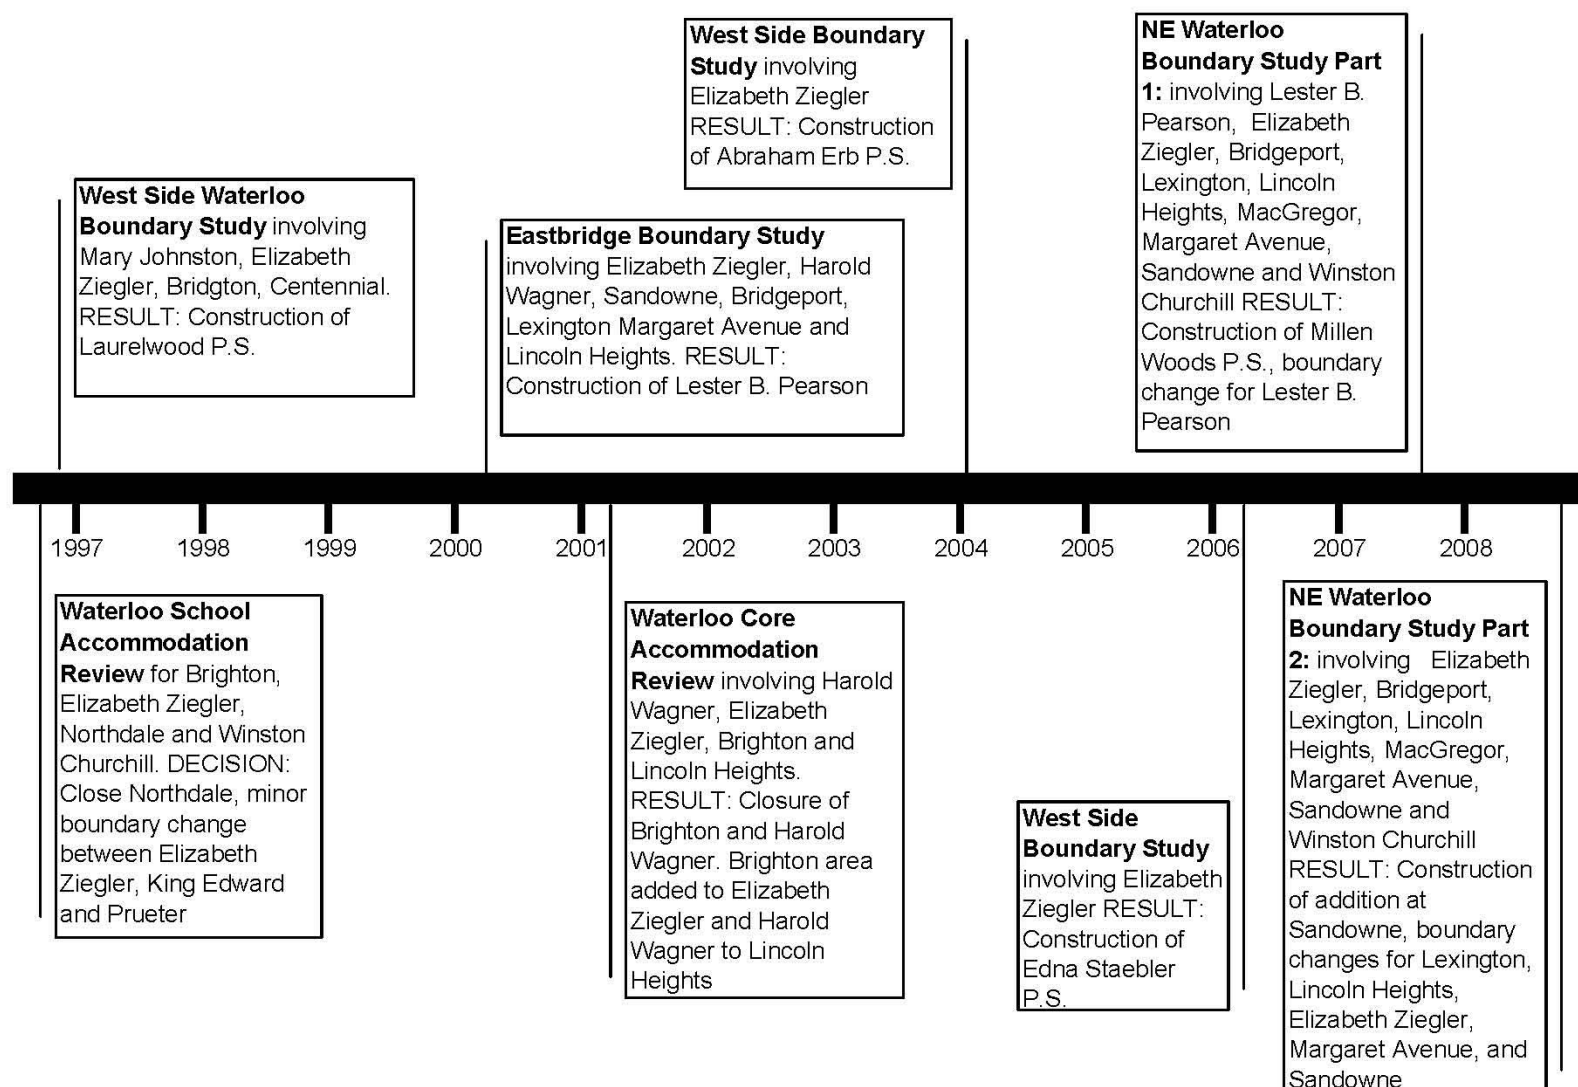 West Side Boundary
Study involving
Elizabeth Ziegler
RESULT: Construction
of Abraham Erb P.S.
NE Waterloo
Boundary Study Part
1: involving Lester B.
Pearson, Elizabeth
Ziegler, Bridgeport,
Lexington, Lincoln
Heights, MacGregor,
Margaret Avenue,
Sandowne and Winston
Churchill RESULT:
Construction of Millen
Woods P.S., boundary
change for Lester B.
Pearson
West Side Waterloo
Boundary Study involving
Mary Johnston, Elizabeth
Ziegler, Bridgton, Centennial.
RESULT: Construction of
Laurelwood P.S.
Eastbridge Boundary Study
involving Elizabeth Ziegler, Harold
Wagner, Sandowne, Bridgeport,
Lexington Margaret Avenue and
Lincoln Heights. RESULT:
Construction of Lester B. Pearson
1997 1998 1999 2000 2001 2002 2003 2004 2005 2006 2007 2008
Waterloo School
Accommodation
Review for Brighton,
Elizabeth Ziegler,
Northdale and Winston
Churchill. DECISION:
Close Northdale, minor
boundary change
between Elizabeth
Ziegler, King Edward
and Prueter
Waterloo Core
Accommodation
Review involving Harold
Wagner, Elizabeth
Ziegler, Brighton and
Lincoln Heights.
RESULT: Closure of
Brighton and Harold
Wagner. Brighton area
added to Elizabeth
Ziegler and Harold
Wagner to Lincoln
Heights
West Side
Boundary Study
involving Elizabeth
Ziegler RESULT:
Construction of
Edna Staebler
P.S.
NE Waterloo
Boundary Study Part
2: involving Elizabeth
Ziegler, Bridgeport,
Lexington, Lincoln
Heights, MacGregor,
Margaret Avenue,
Sandowne and
Winston Churchill
RESULT: Construction
of addition at
Sandowne, boundary
changes for Lexington,
Lincoln Heights,
Elizabeth Ziegler,
Margaret Avenue, and
Sandowne